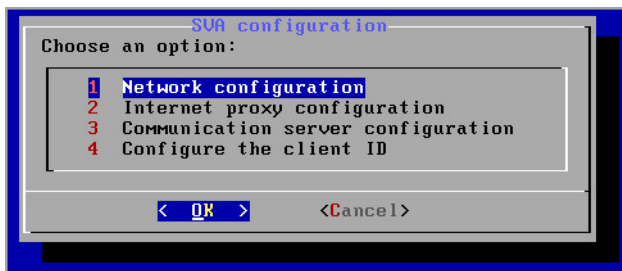 SVA configuration
Choose an option:
1 Network configuration
2 Internet proxy configuration
3 Communication server configuration
4 Configure the client ID
< OK > <Cancel>